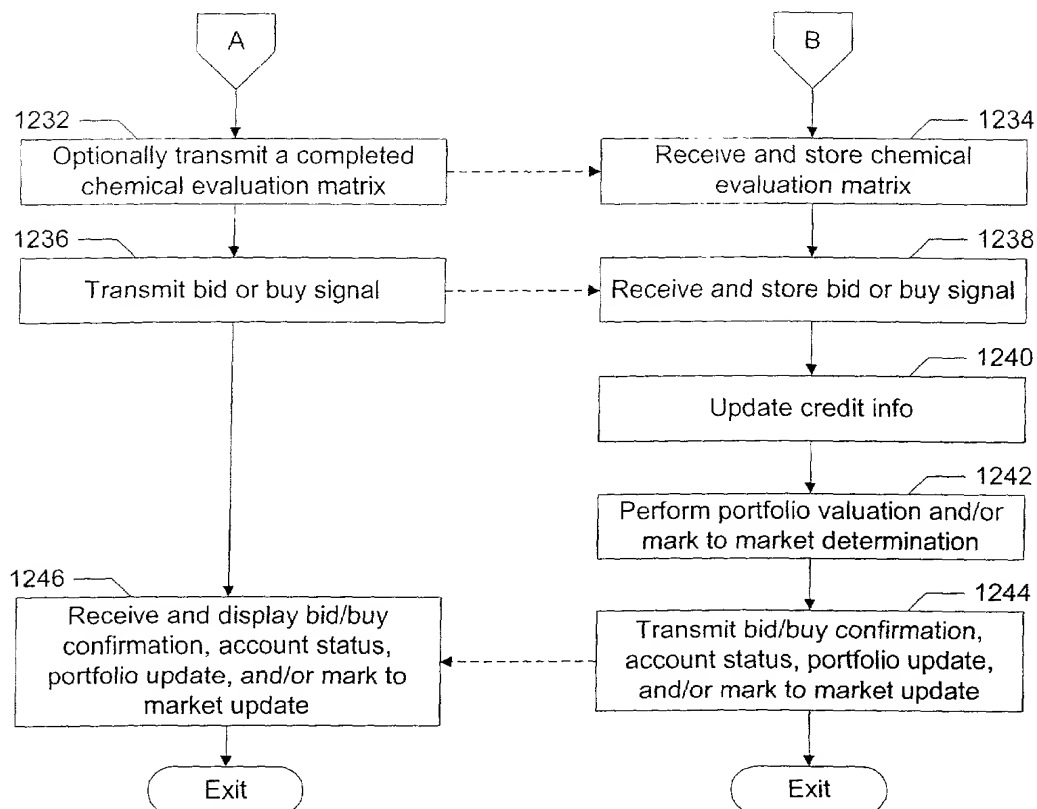 A
B
1232
Optionally transmit a completed
chemical evaluation matrix
1234
Receive and store chemical
evaluation matrix
1236
Transmit bid or buy signal
1238
Receive and store bid or buy signal
1240
Update credit info
1242
Perform portfolio valuation and/or
mark to market determination
1246
Receive and display bid/buy
confirmation, account status,
portfolio update, and/or mark to
market update
1244
Transmit bid/buy confirmation,
account status, portfolio update,
and/or mark to market update
Exit
Exit